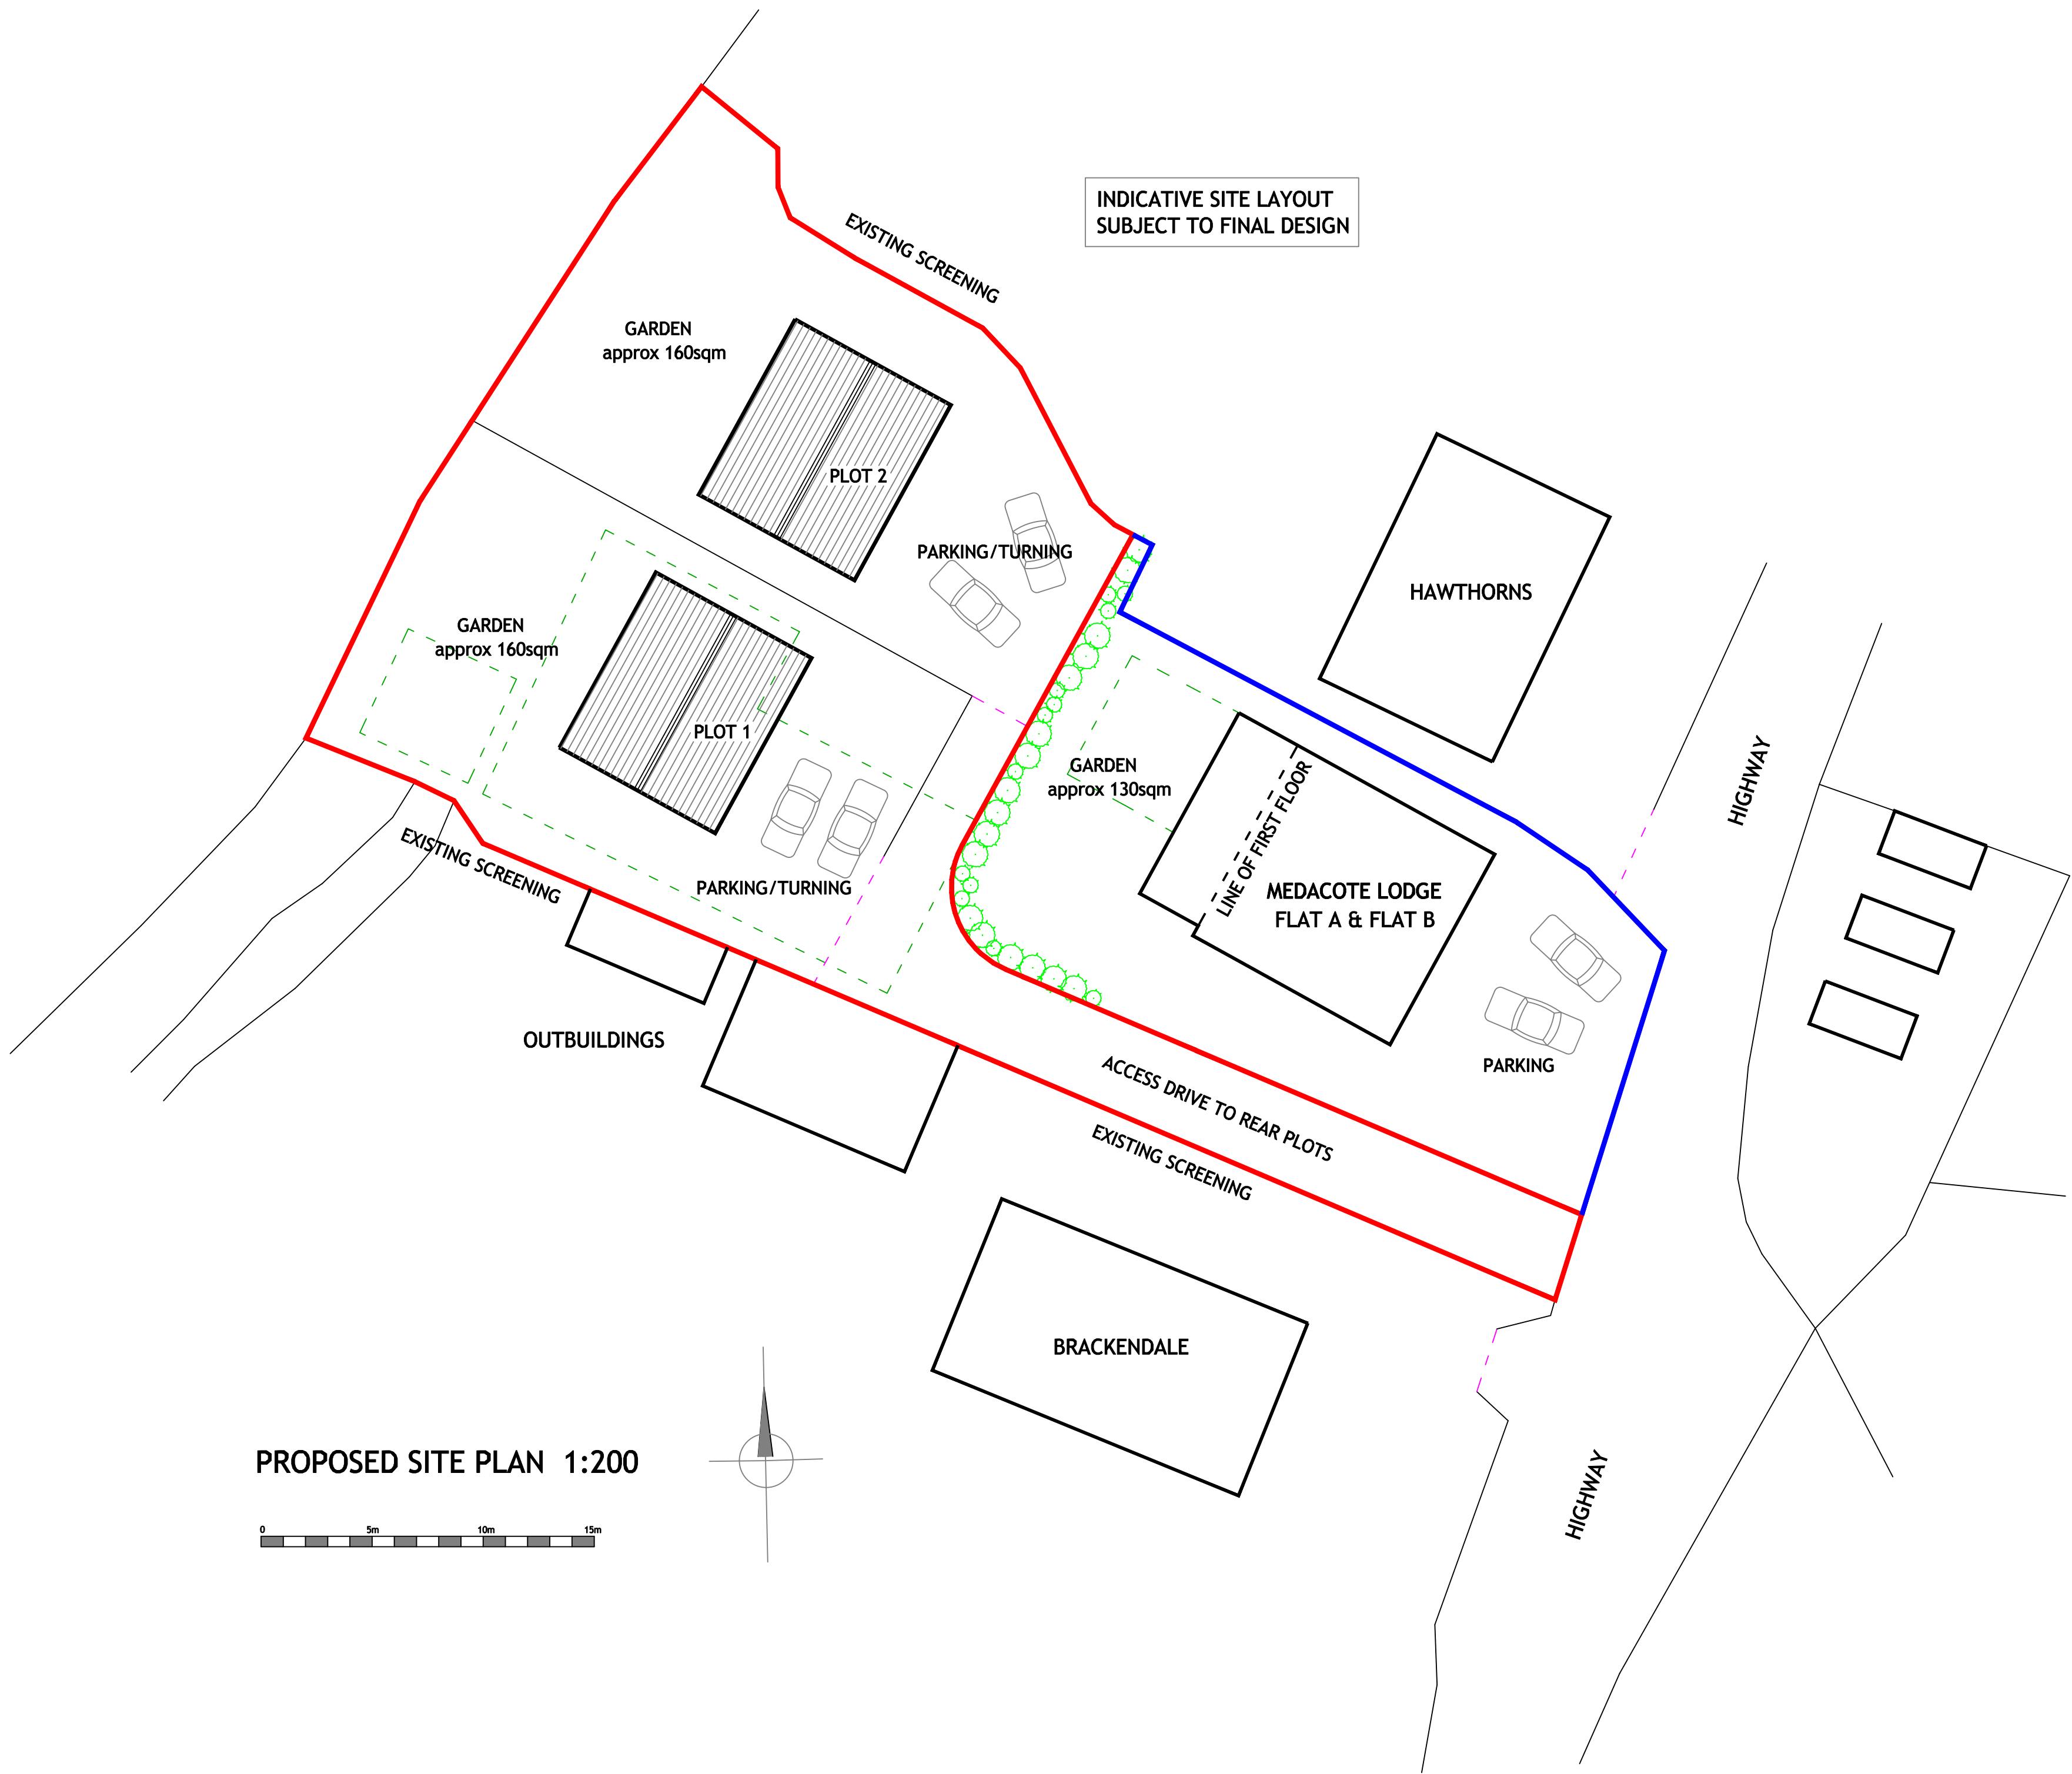 INDICATIVE SITE LAYOUT
SUBJECT TO FINAL DESIGN
EXISTING SCREENING
GARDEN
approx 160sqm
PLOT 2
PARKING/TURNING
HAWTHORNS
GARDEN
approx 160sqm
PLOT 1
GARDEN
approx 130sqm
LINE OF FIRST FLOOR
HIGHWAY
MEDACOTE LODGE
FLAT A & FLAT B
EXISTING SCREENING
PARKING/TURNING
OUTBUILDINGS
PARKING
ACCESS DRIVE TO REAR PLOTS
EXISTING SCREENING
BRACKENDALE
HIGHWAY
PROPOSED SITE PLAN 1:200
0 5m 10m 15m